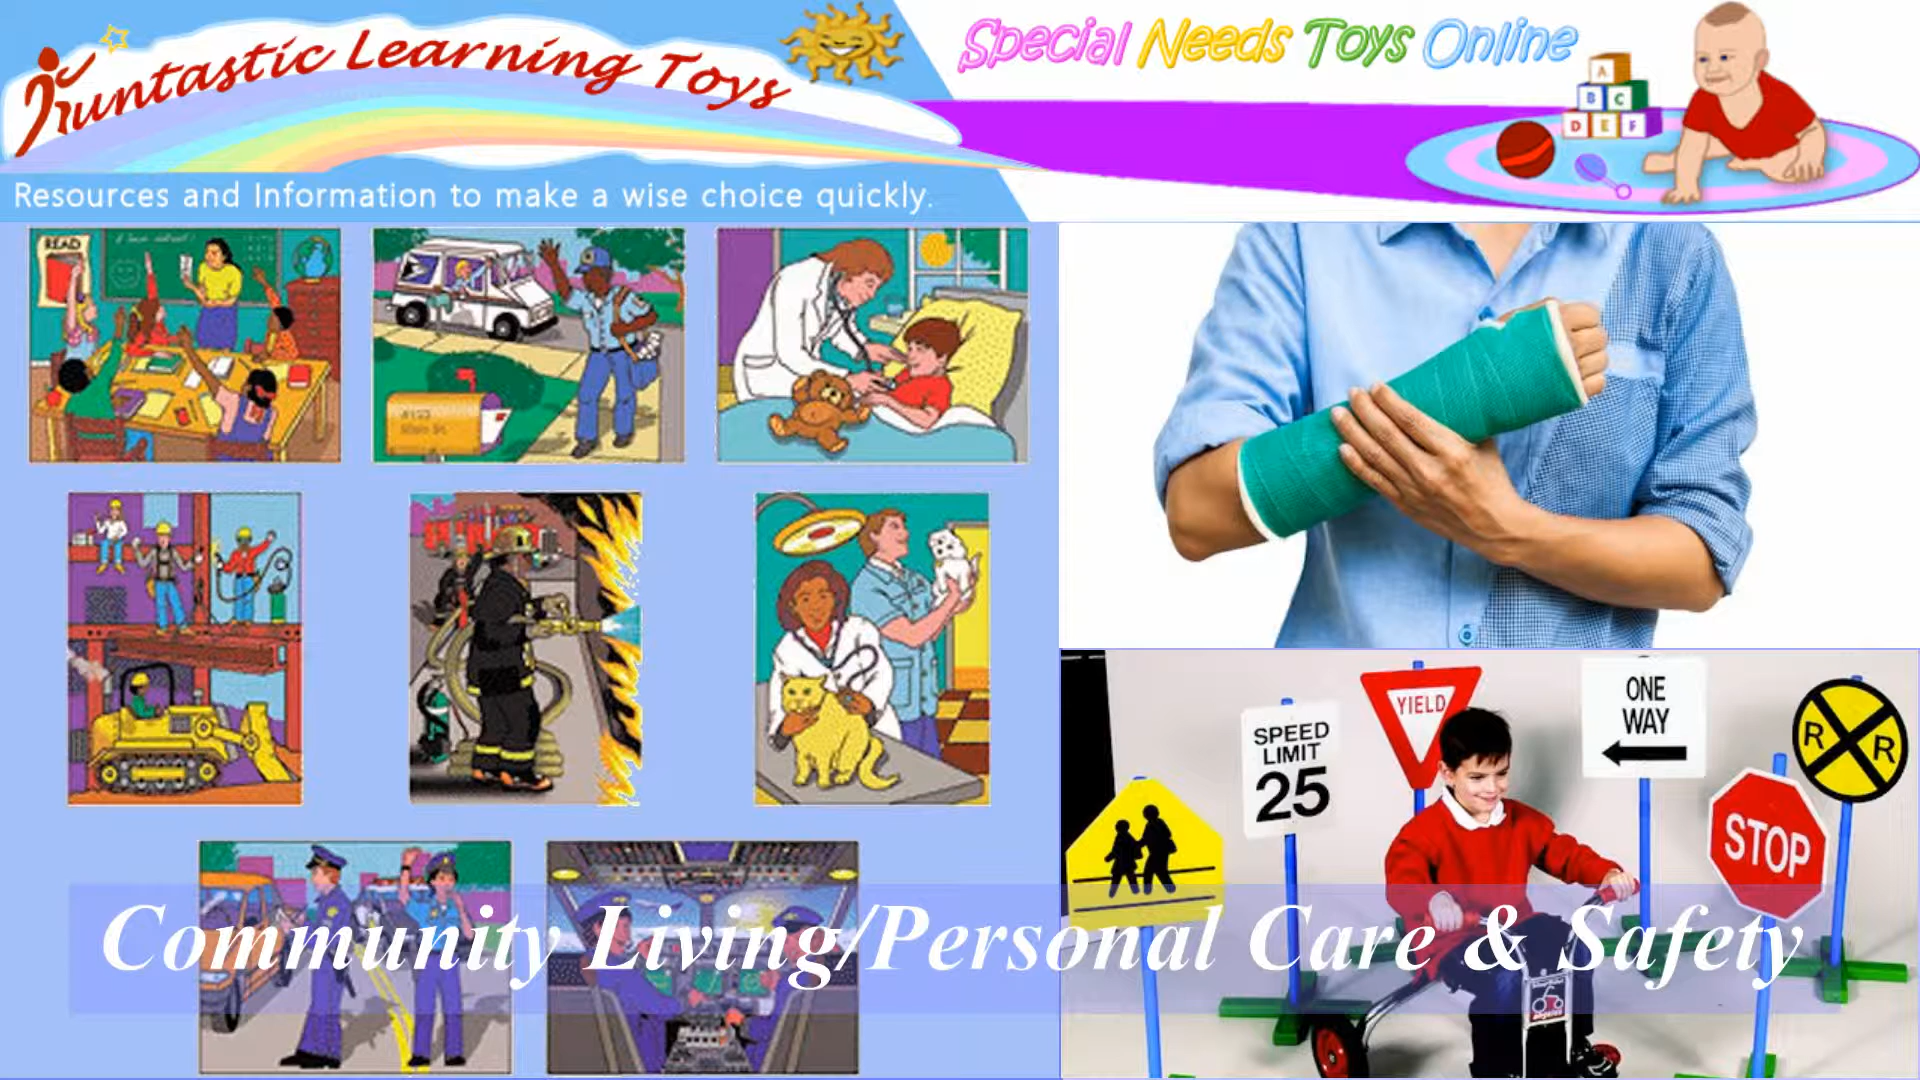 Funtastic Learning Toys
Special Needs Toys Online
A
B C
D E F
Resources and Information to make a wise choice quickly.
READ
YIELD
ONE
WAY
SPEED
LIMIT
25
R R
STOP
Community Living/Personal Care & Safety